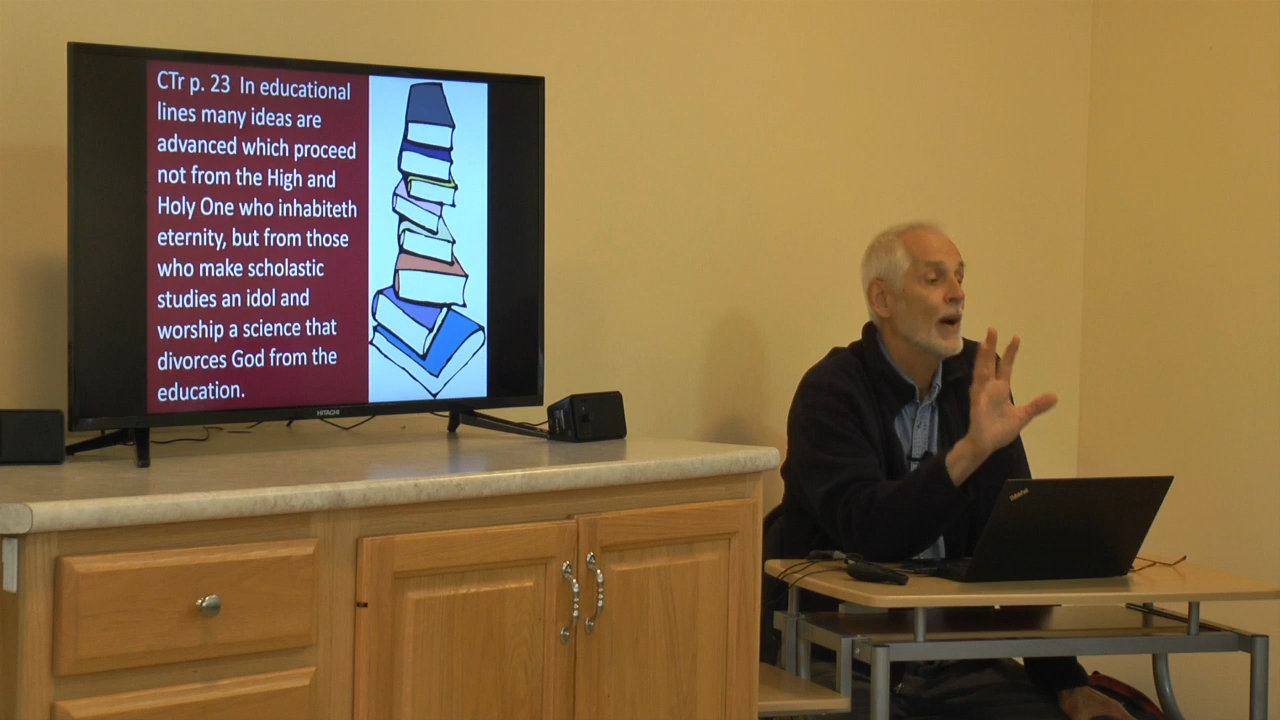 CTr p. 23 In educational
lines many ideas are
advanced which proceed
not from the High and
Holy One who inhabiteth
eternity, but from those
who make scholastic
studies an idol and
worship a science that
divorces God from the
education.
HITACHI
ThinkPad